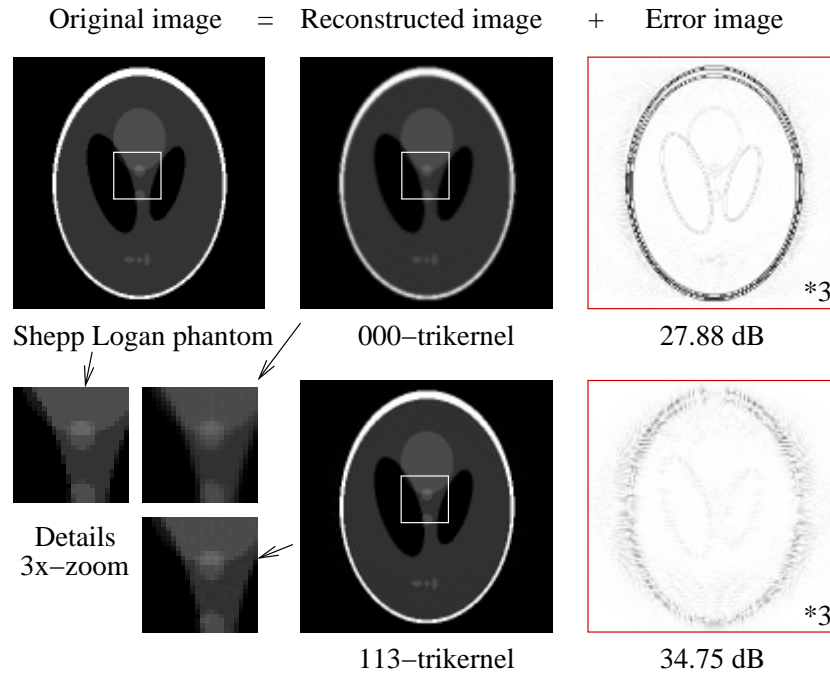 Original image = Reconstructed image + Error image
*3
Shepp Logan phantom
000−trikernel
27.88 dB
Details
3x−zoom
*3
113−trikernel
34.75 dB